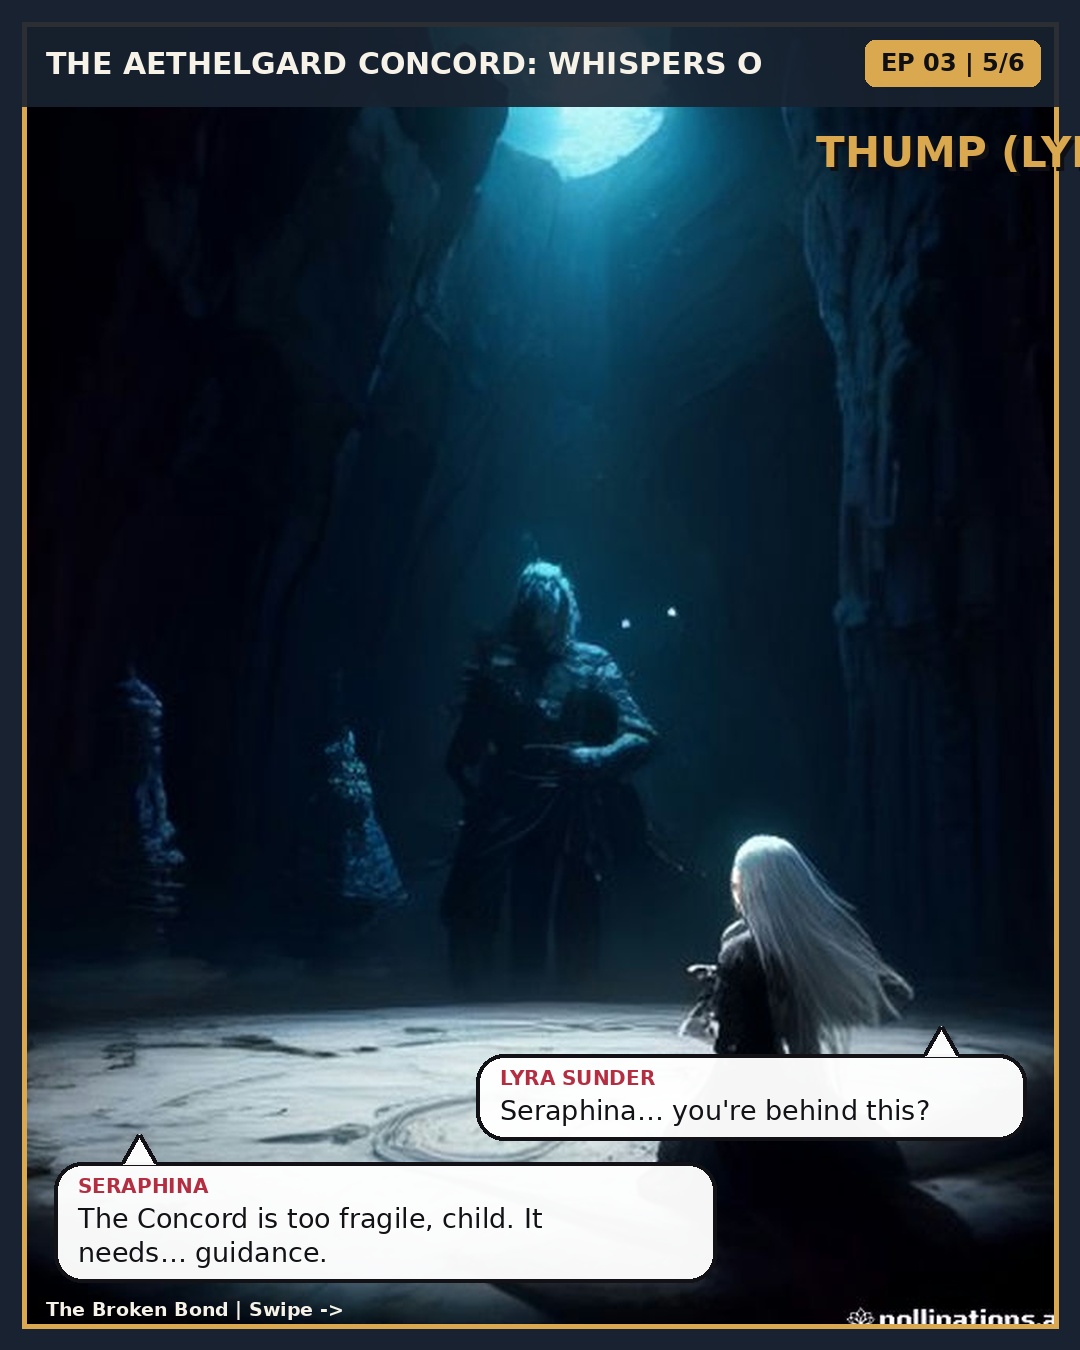 THE AETHELGARD CONCORD: WHISPERS O
EP 03 | 5/6
THUMP (LY
LYRA SUNDER
Seraphina... you're behind this?
SERAPHINA
The Concord is too fragile, child. It
needs... guidance.
The Broken Bond | Swipe ->
pollinations.a